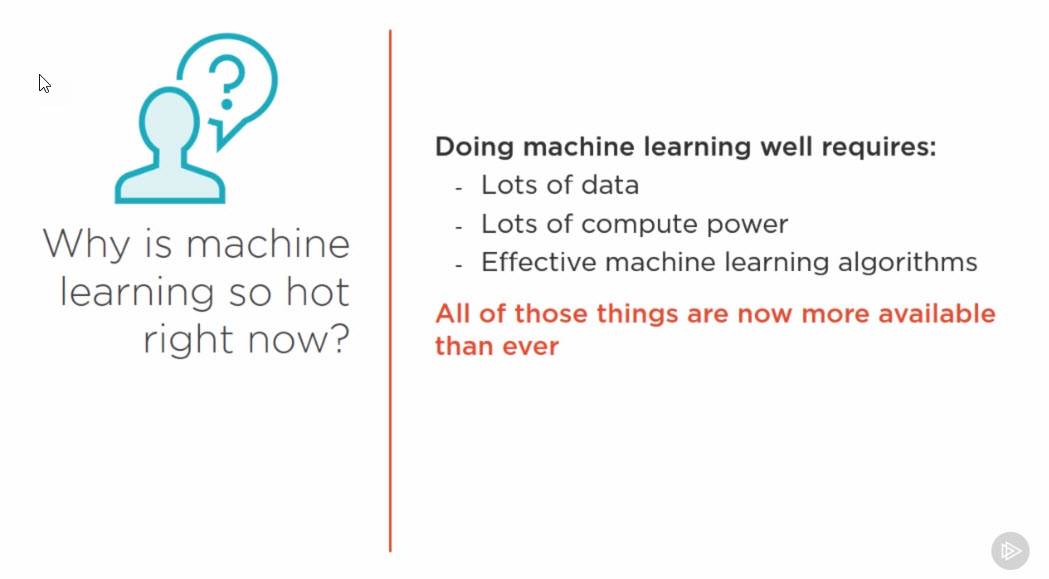 ?
Why is machine
learning so hot
right now?
Doing machine learning well requires:
- Lots of data
- Lots of compute power
- Effective machine learning algorithms
All of those things are now more available
than ever